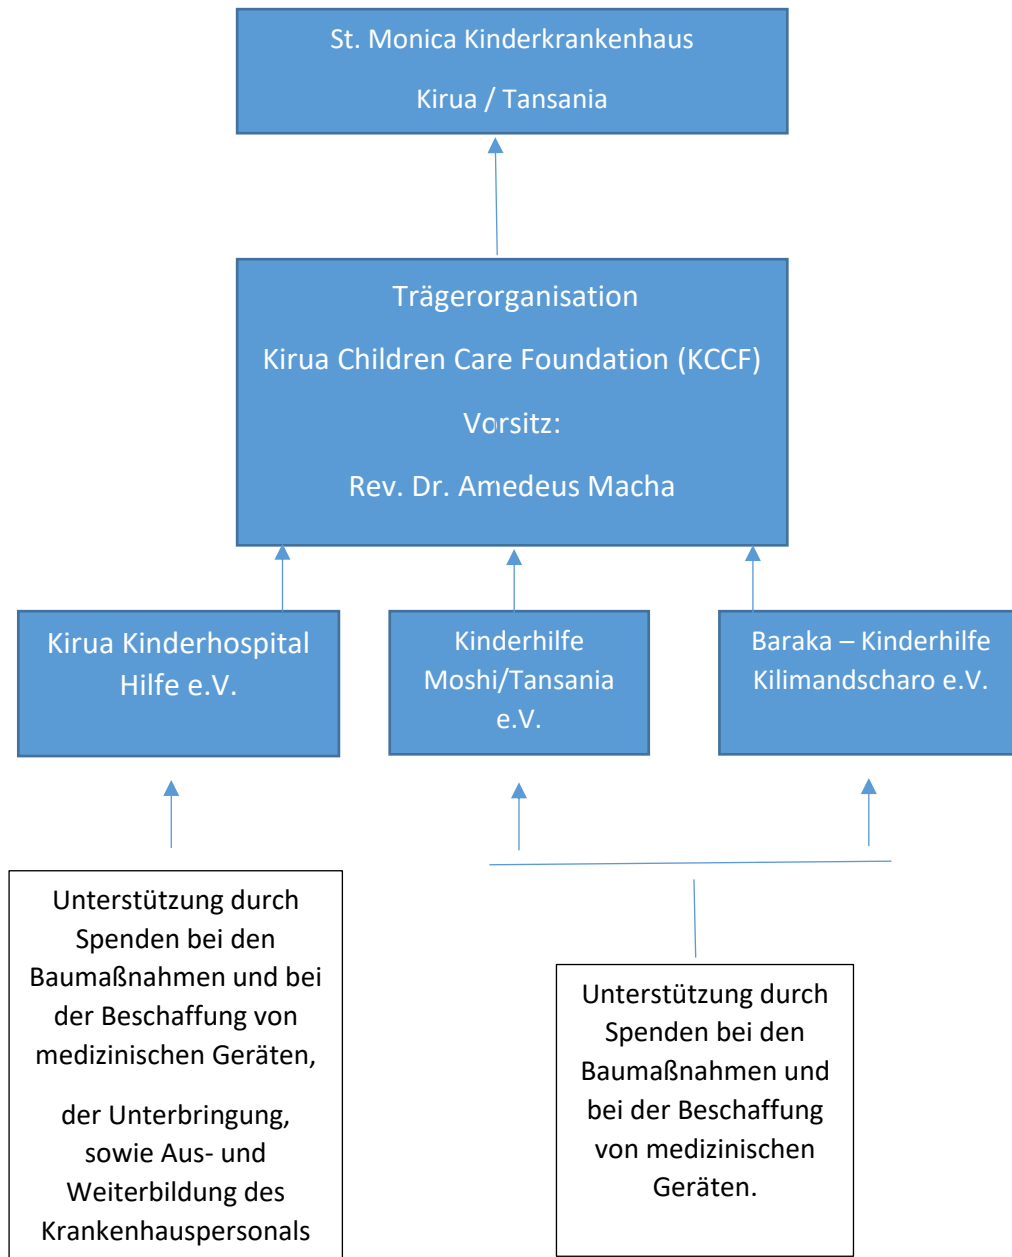 St. Monica Kinderkrankenhaus
Kirua / Tansania
Trägerorganisation
Kirua Children Care Foundation (KCCF)
Vorsitz:
Rev. Dr. Amedeus Macha
Kirua Kinderhospital
Hilfe e.V.
Kinderhilfe
Moshi/Tansania
e.V.
Baraka – Kinderhilfe
Kilimandscharo e.V.
Unterstützung durch
Spenden bei den
Baumaßnahmen und bei
der Beschaffung von
medizinischen Geräten,
der Unterbringung,
sowie Aus- und
Weiterbildung des
Krankenhauspersonals
Unterstützung durch
Spenden bei den
Baumaßnahmen und
bei der Beschaffung
von medizinischen
Geräten.